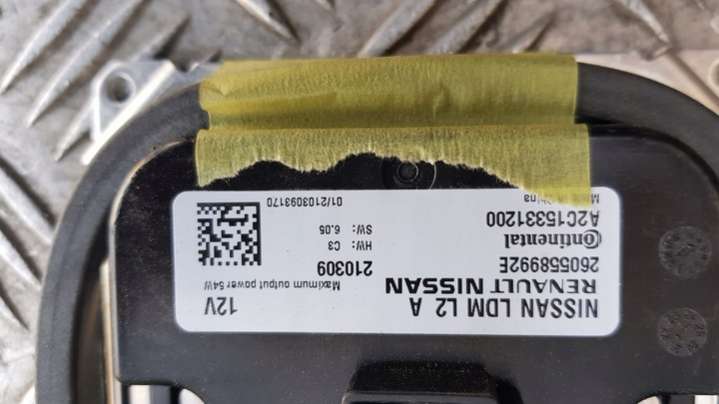 NISSAN LDM L2 A 12V
RENAULT NISSAN Maximum output power 54W
260558992E 210309
Continental HW: C3
A2C15331200 SW: 6.05
01/2103093170